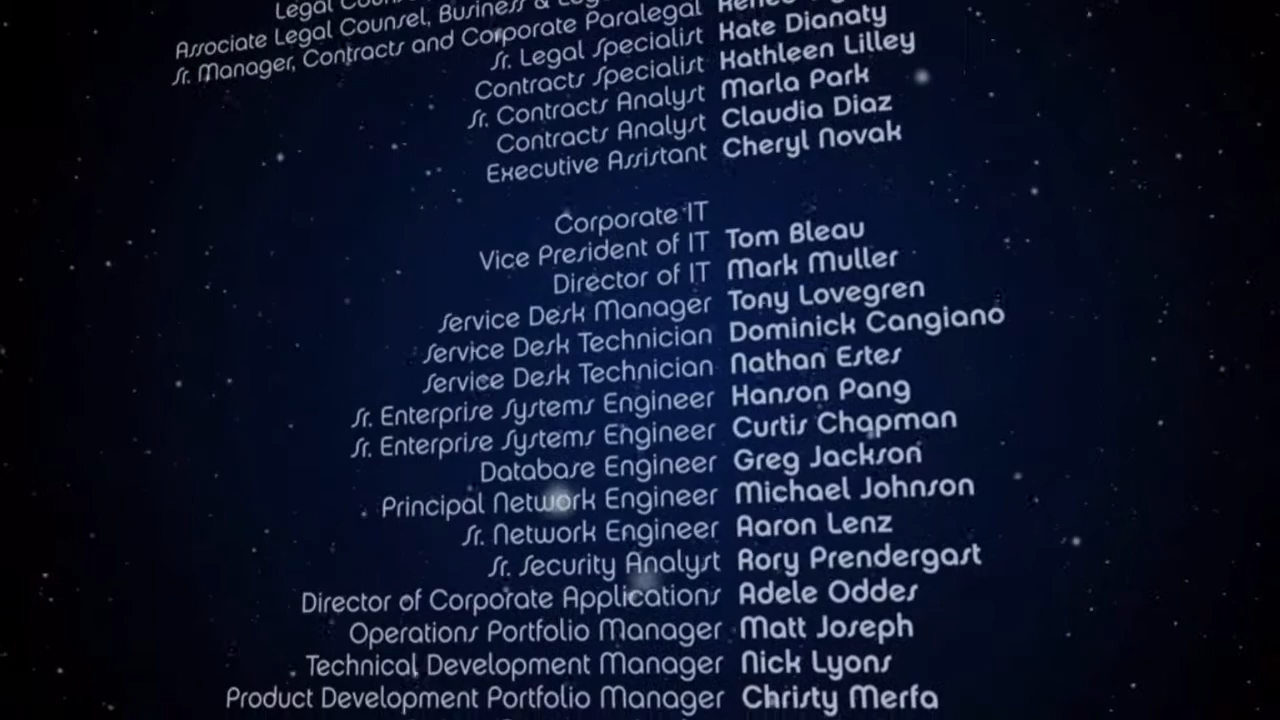 Legal
Associate Legal Counsel, Business &
Sr. Manager, Contracts and Corporate Paralegal
Sr. Legal Specialist Kate Dianaty
Contracts Specialist Kathleen Lilley
Sr. Contracts Analyst Marla Park
Contracts Analyst Claudia Diaz
Executive Assistant Cheryl Novak
Corporate IT
Vice President of IT Tom Bleau
Director of IT Mark Muller
Service Desk Manager Tony Lovegren
Service Desk Technician Dominick Cangiano
Service Desk Technician Nathan Estes
Sr. Enterprise Systems Engineer Hanson Pang
Sr. Enterprise Systems Engineer Curtis Chapman
Database Engineer Greg Jackson
Principal Network Engineer Michael Johnson
Sr. Network Engineer Aaron Lenz
Sr. Security Analyst Rory Prendergast
Director of Corporate Applications Adele Oddes
Operations Portfolio Manager Matt Joseph
Technical Development Manager Nick Lyons
Product Development Portfolio Manager Christy Merfa